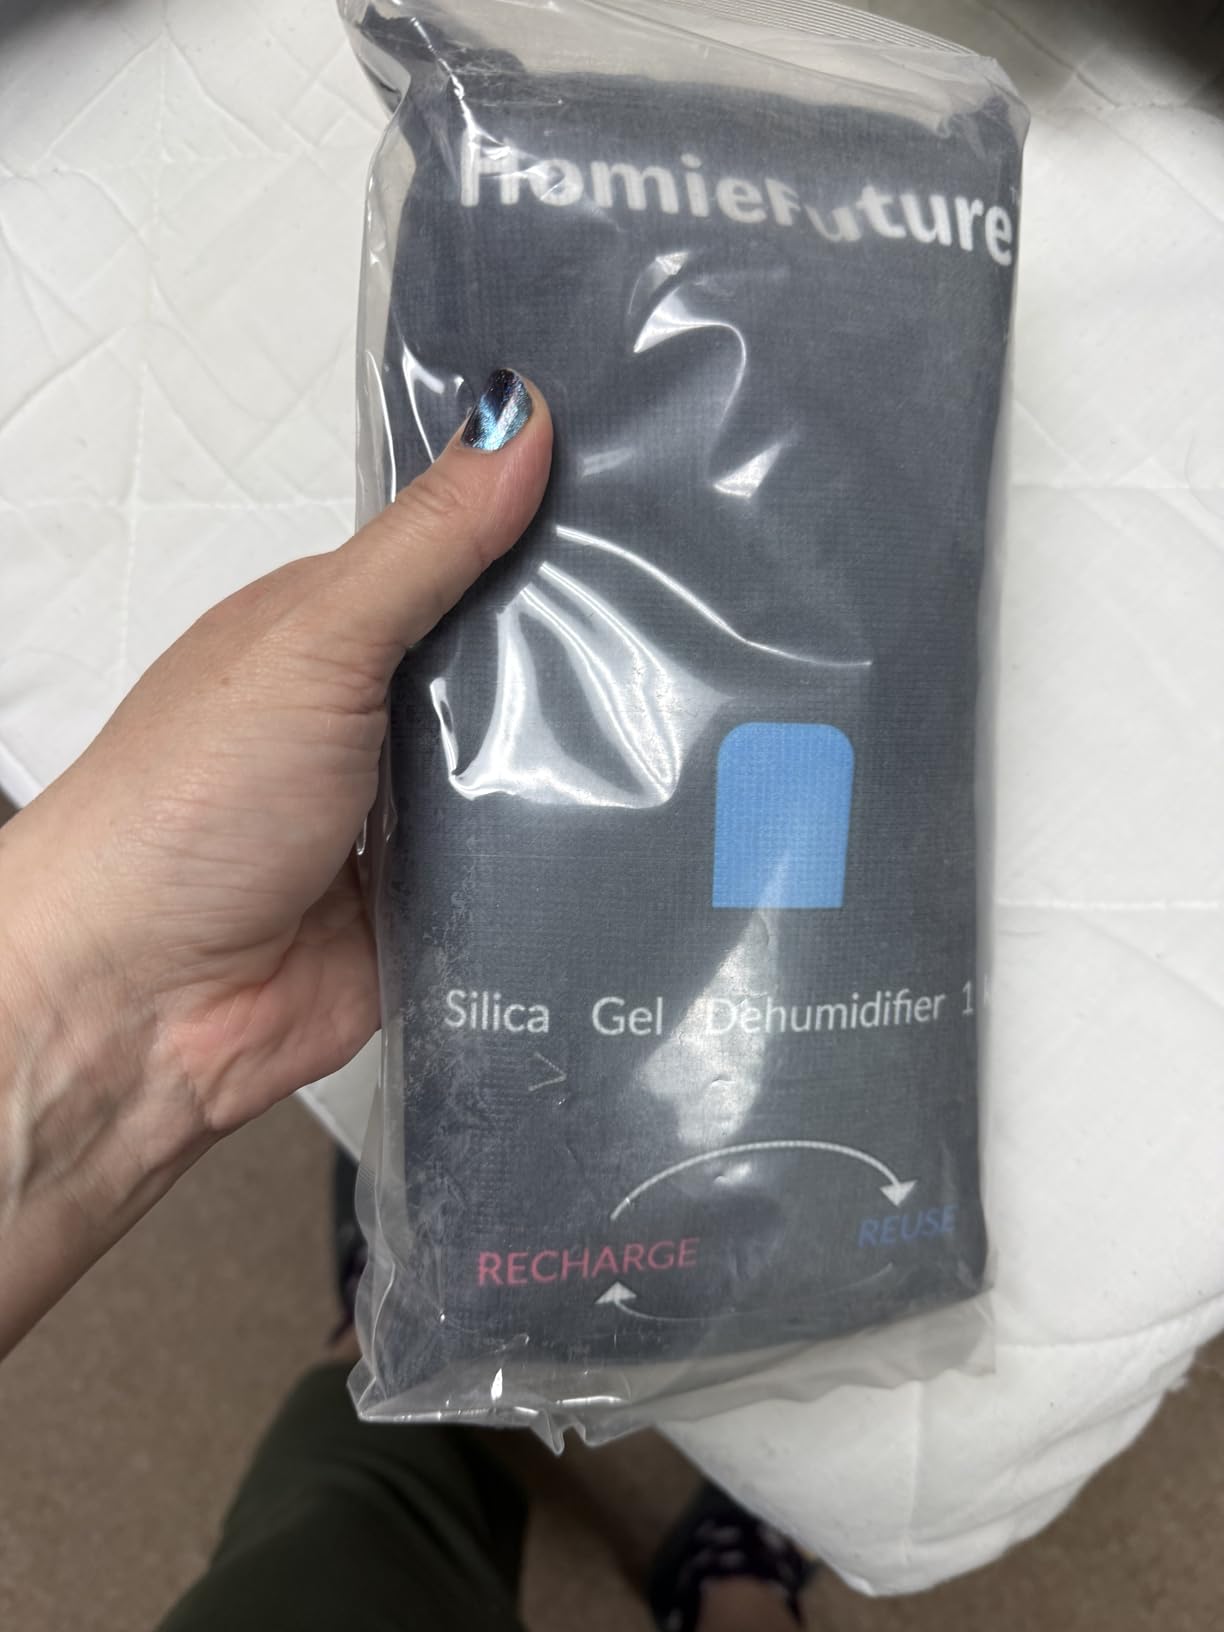 HomieFuture
Silica Gel Dehumidifier 1
RECHARGE REUSE